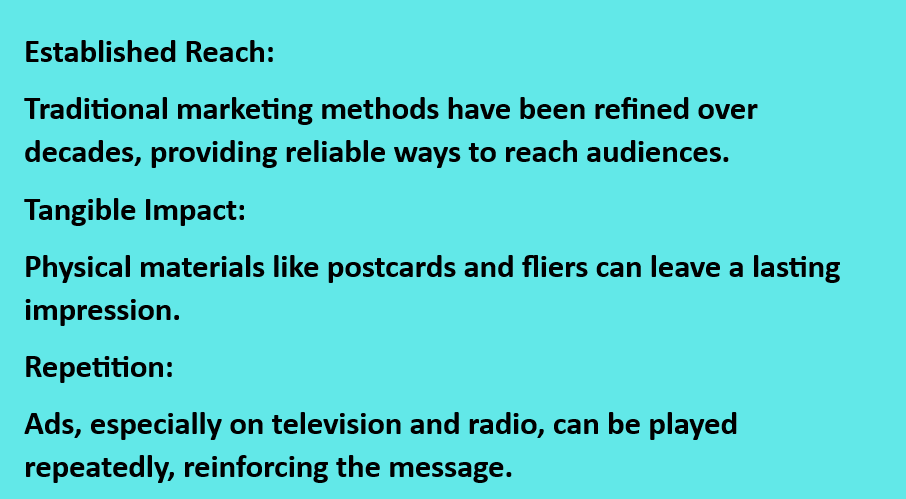 Established Reach:
Traditional marketing methods have been refined over
decades, providing reliable ways to reach audiences.
Tangible Impact:
Physical materials like postcards and fliers can leave a lasting
impression.
Repetition:
Ads, especially on television and radio, can be played
repeatedly, reinforcing the message.